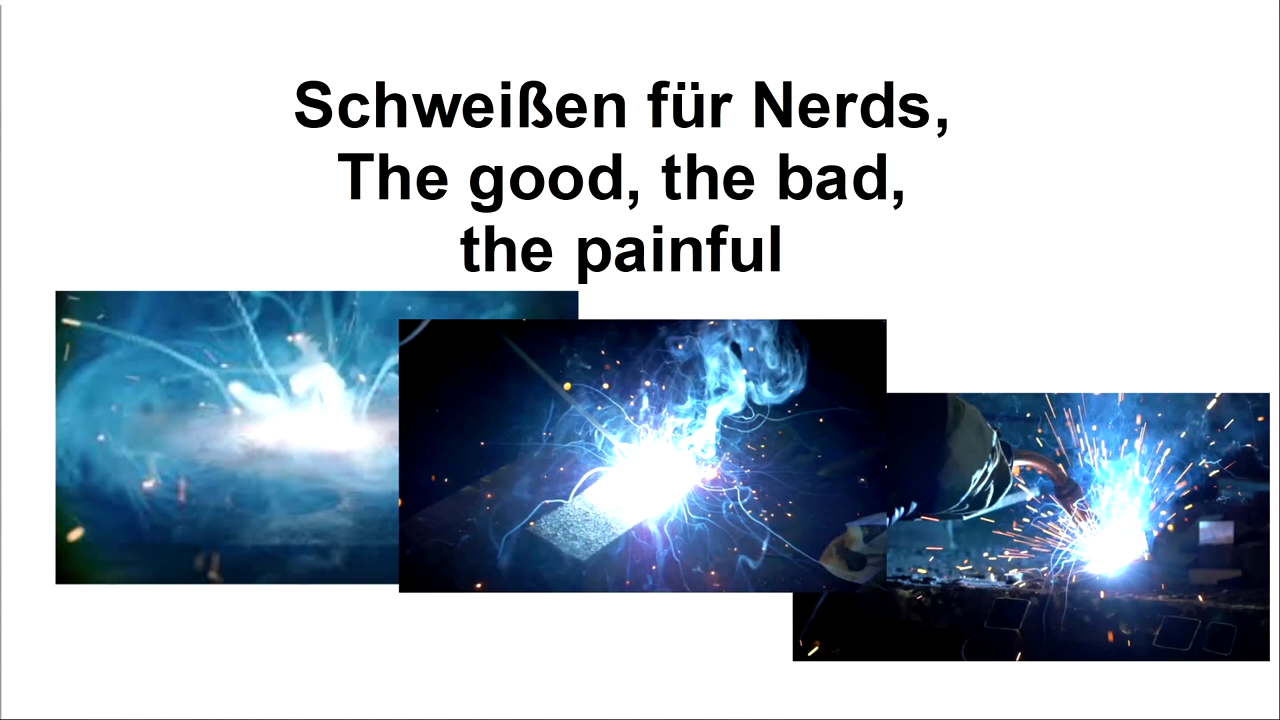 Schweißen für Nerds,
The good, the bad,
the painful